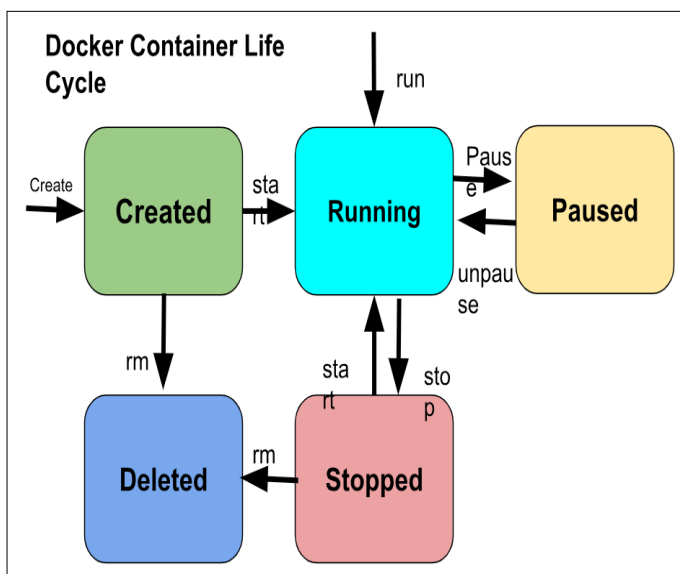 Docker Container Life
Cycle
run
Create
Created
sta
rt
Running
Paus
e
Paused
unpau
se
rm
sta
rt
sto
p
Deleted
rm
Stopped